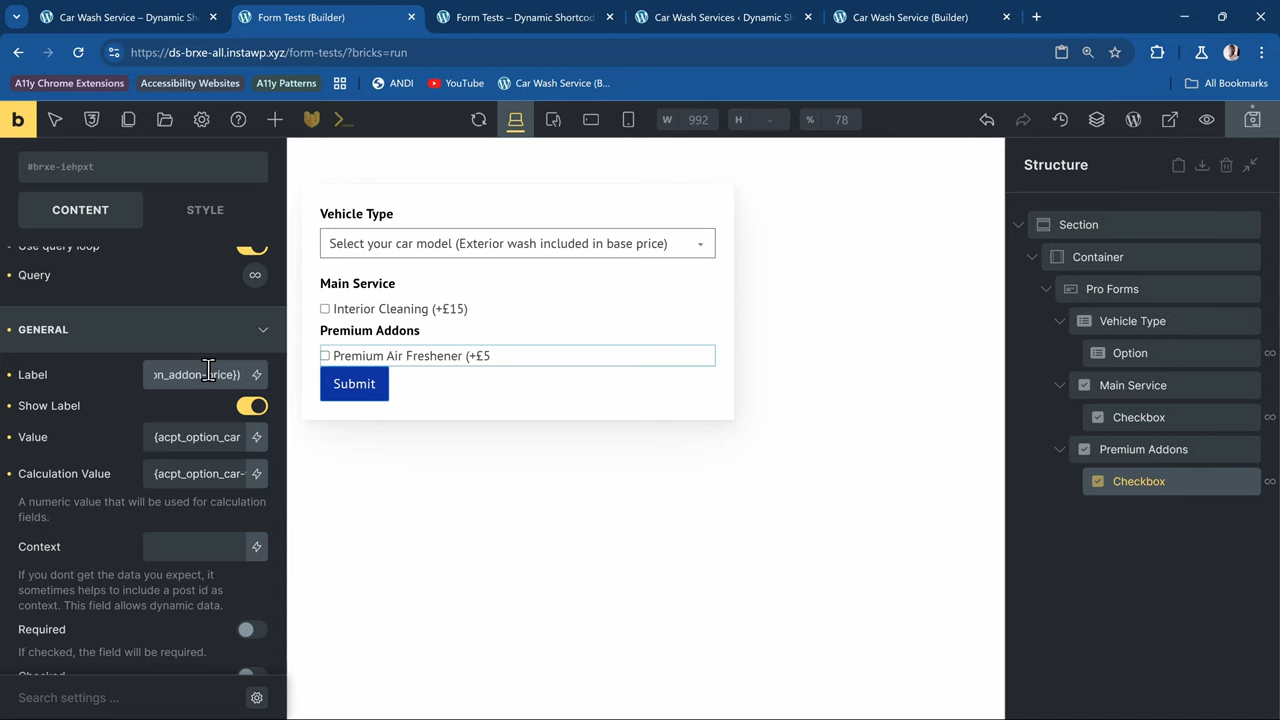 Car Wash Service – Dynamic Sh
Form Tests (Builder)
Form Tests – Dynamic Shortcod
Car Wash Services ‹ Dynamic Sh
Car Wash Service (Builder)
https://ds-brxe-all.instawp.xyz/form-tests/?bricks=run
A11y Chrome Extensions
Accessibility Websites
A11y Patterns
ANDI
YouTube
Car Wash Service (B...
All Bookmarks
b
W 992
H -
% 78
#brxe-iehpxt
CONTENT
STYLE
Use query loop
Query
GENERAL
Label
on_addon-price})
Show Label
Value
{acpt_option_car
Calculation Value
{acpt_option_car-
A numeric value that will be used for calculation
fields.
Context
If you dont get the data you expect, it
sometimes helps to include a post id as
context. This field allows dynamic data.
Required
If checked, the field will be required.
Checked
Search settings ...
Vehicle Type
Select your car model (Exterior wash included in base price)
Main Service
Interior Cleaning (+£15)
Premium Addons
Premium Air Freshener (+£5
Submit
Structure
Section
Container
Pro Forms
Vehicle Type
Option
Main Service
Checkbox
Premium Addons
Checkbox